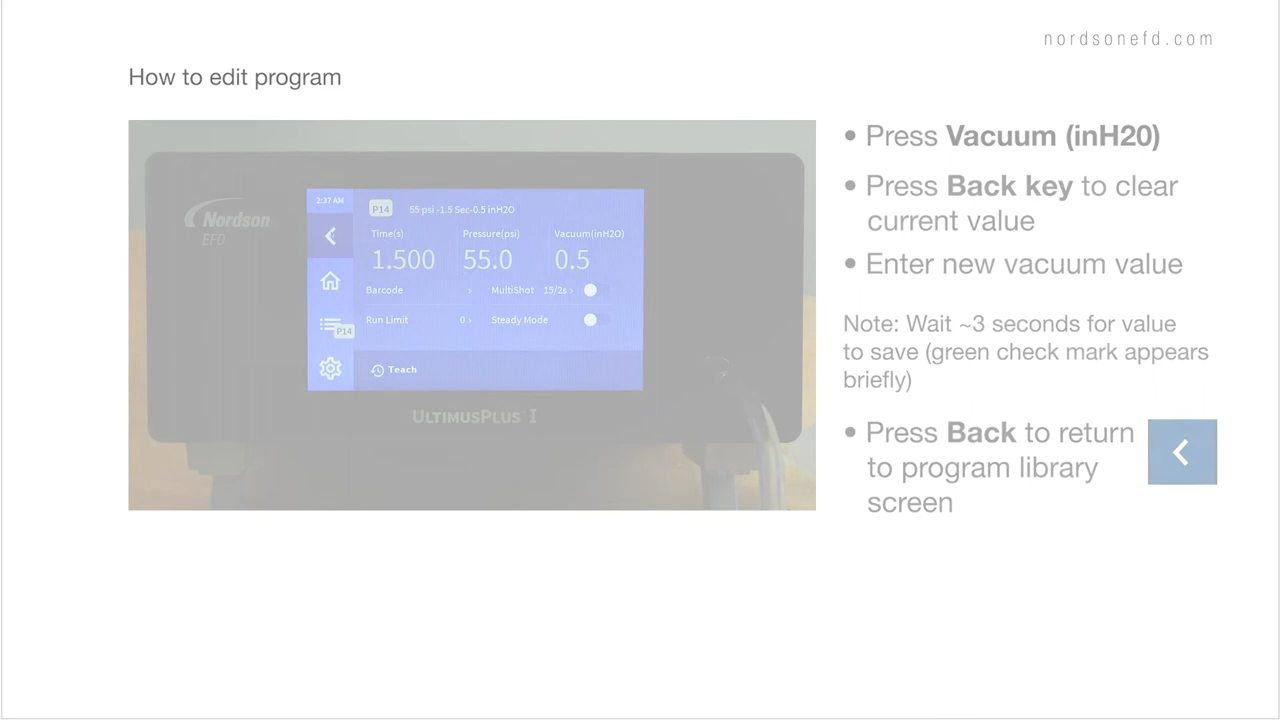 nordsonefd.com
How to edit program
Nordson
EFD
2:37 AM
P14 55 psi -1.5 Sec-0.5 inH2O
Time(s) Pressure(psi) Vacuum(inH2O)
1.500 55.0 0.5
Barcode › MultiShot 15/2s ›
Run Limit 0 › Steady Mode
P14
Teach
ULTIMUSPLUS™ I
• Press Vacuum (inH20)
• Press Back key to clear
current value
• Enter new vacuum value
Note: Wait ~3 seconds for value
to save (green check mark appears
briefly)
• Press Back to return
to program library
screen